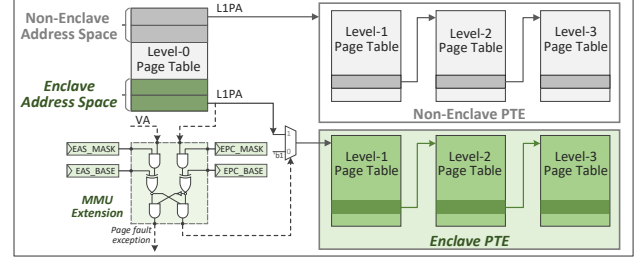 Non-Enclave
Address Space
L1PA
Level-0
Page Table
Enclave
Address Space
L1PA
VA
EAS_MASK
EPC_MASK
EAS_BASE
EPC_BASE
MMU
Extension
Page fault
exception
1
0
'b1
Level-1
Page Table
Level-2
Page Table
Level-3
Page Table
Non-Enclave PTE
Level-1
Page Table
Level-2
Page Table
Level-3
Page Table
Enclave PTE